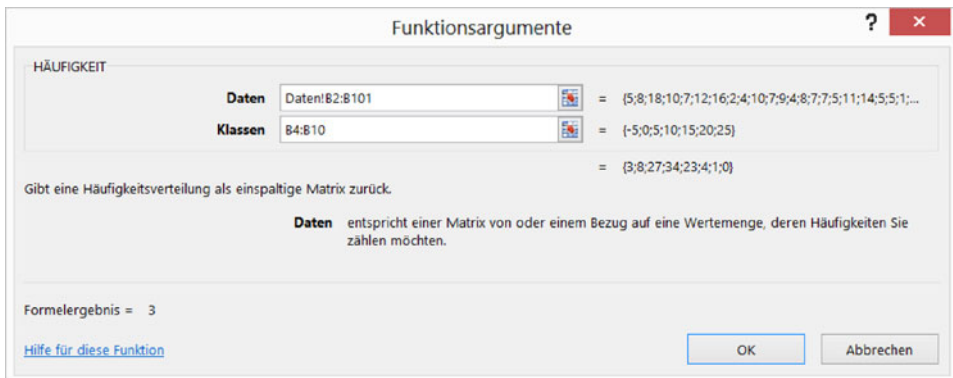 Funktionsargumente ? ×
HÄUFIGKEIT
Daten Daten!B2:B101 = {5;8;18;10;7;12;16;2;4;10;7;9;4;8;7;7;5;11;14;5;5;1;...
Klassen B4:B10 = {-5;0;5;10;15;20;25}
= {3;8;27;34;23;4;1;0}
Gibt eine Häufigkeitsverteilung als einspaltige Matrix zurück.
Daten entspricht einer Matrix von oder einem Bezug auf eine Wertemenge, deren Häufigkeiten Sie
zählen möchten.
Formelergebnis = 3
Hilfe für diese Funktion OK Abbrechen